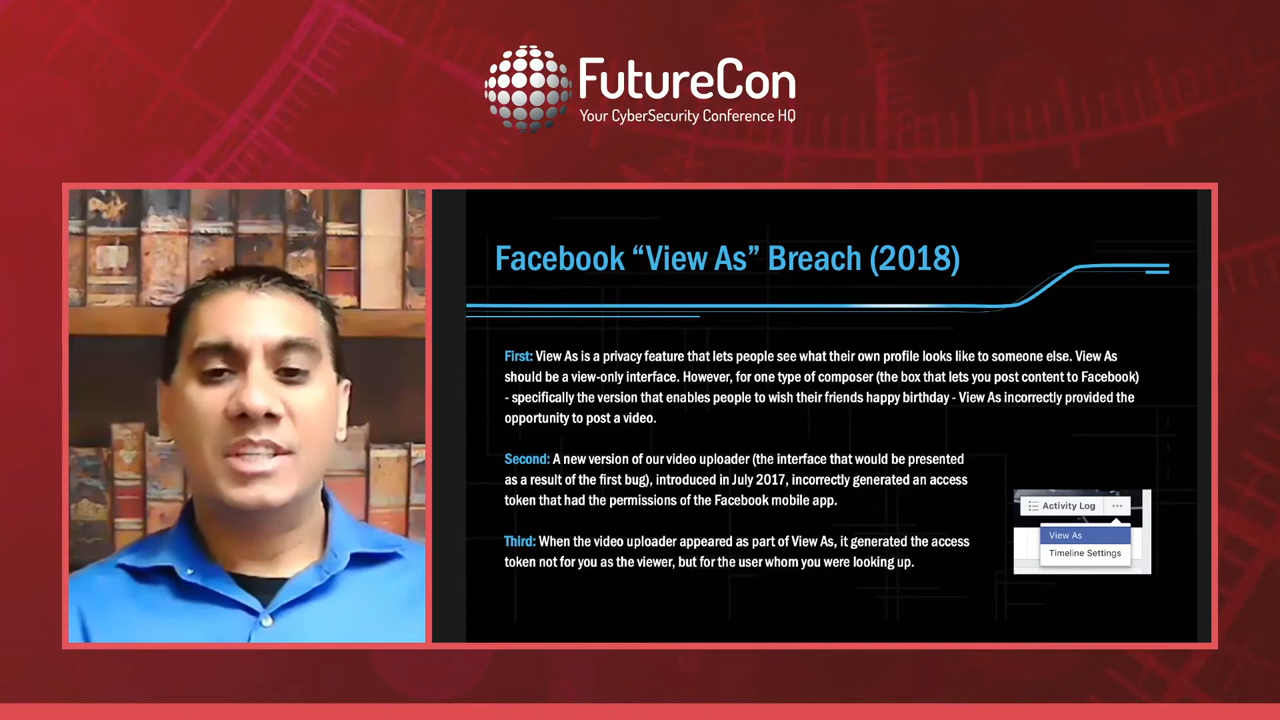 FutureCon
Your CyberSecurity Conference HQ
Facebook “View As” Breach (2018)
First: View As is a privacy feature that lets people see what their own profile looks like to someone else. View As
should be a view-only interface. However, for one type of composer (the box that lets you post content to Facebook)
- specifically the version that enables people to wish their friends happy birthday - View As incorrectly provided the
opportunity to post a video.
Second: A new version of our video uploader (the interface that would be presented
as a result of the first bug), introduced in July 2017, incorrectly generated an access
token that had the permissions of the Facebook mobile app.
Third: When the video uploader appeared as part of View As, it generated the access
token not for you as the viewer, but for the user whom you were looking up.
Activity Log
View As
Timeline Settings